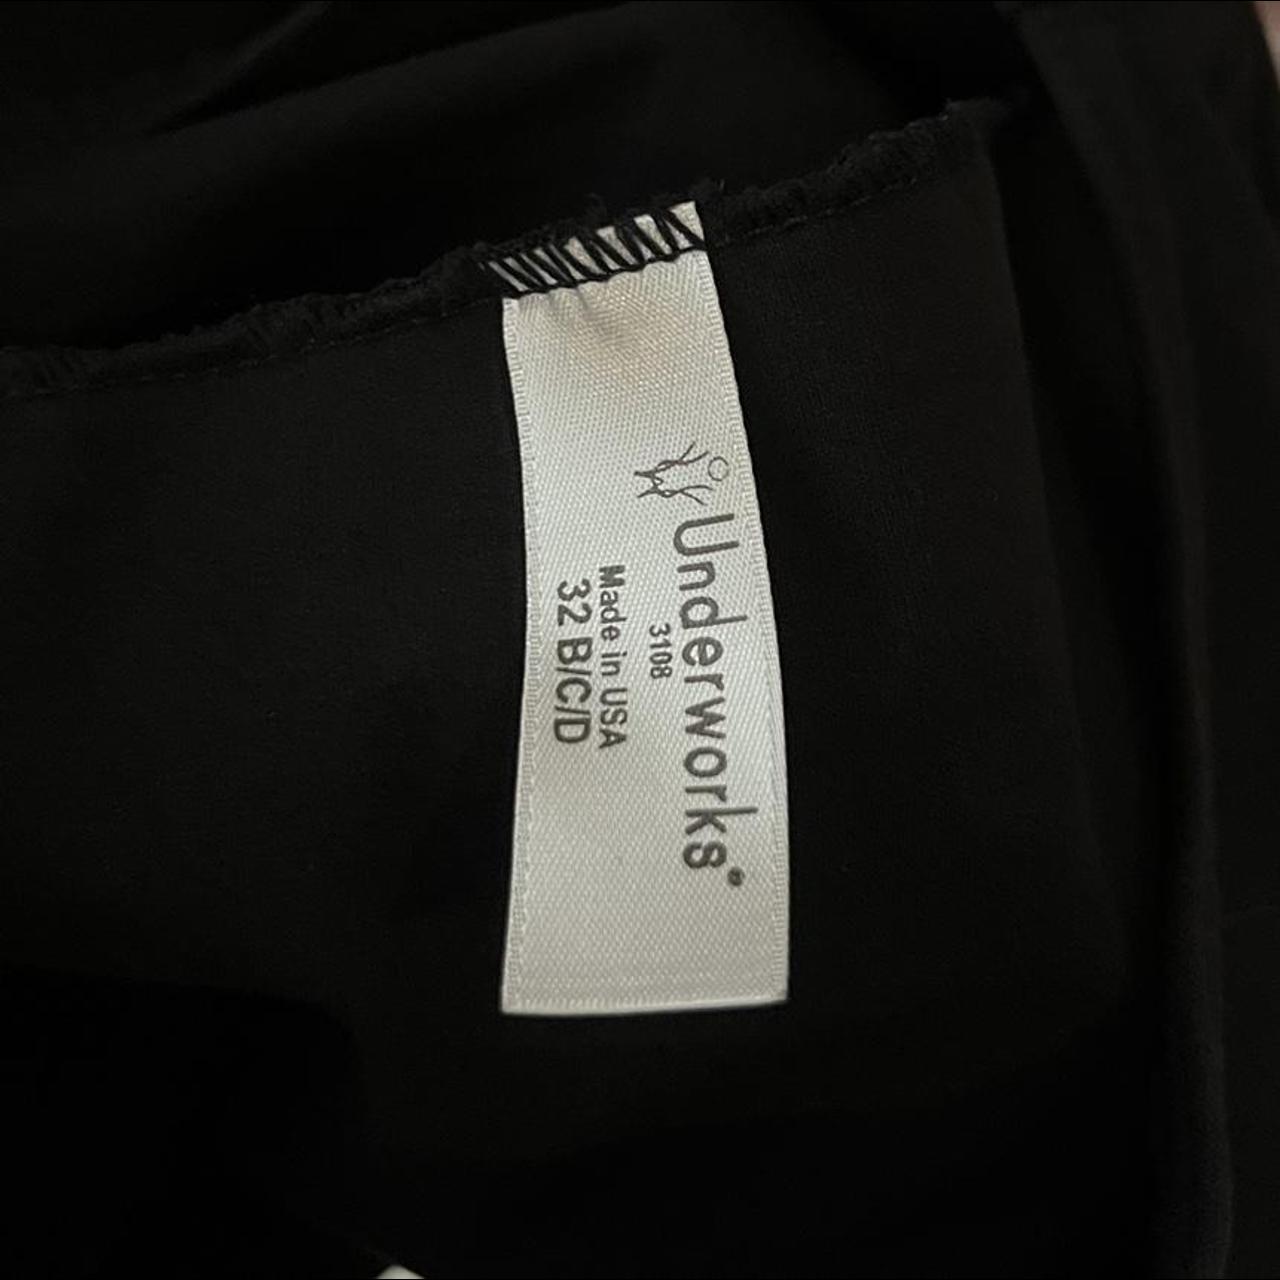 Underworks®
3108
Made in USA
32 B/C/D